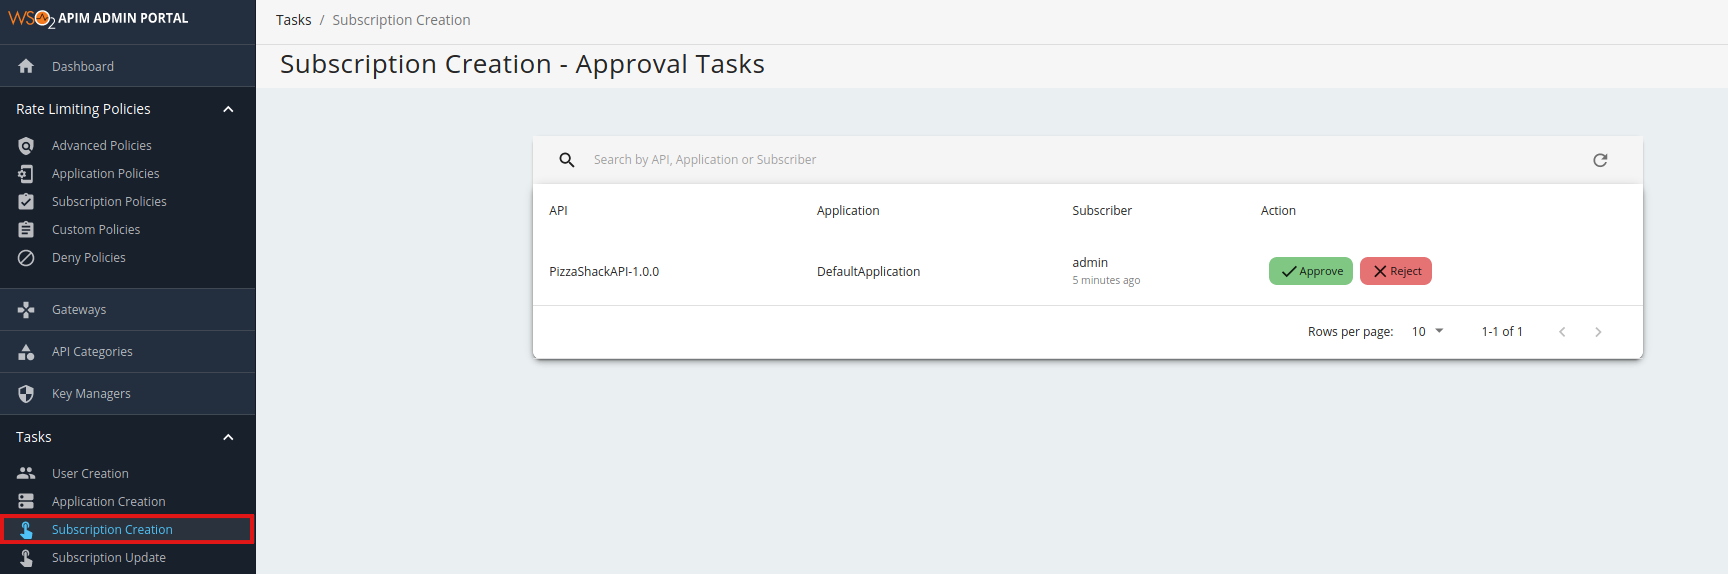 WSO2 APIM ADMIN PORTAL
Dashboard
Rate Limiting Policies
Advanced Policies
Application Policies
Subscription Policies
Custom Policies
Deny Policies
Gateways
API Categories
Key Managers
Tasks
User Creation
Application Creation
Subscription Creation
Subscription Update
Tasks / Subscription Creation
Subscription Creation - Approval Tasks
Search by API, Application or Subscriber
API Application Subscriber Action
PizzaShackAPI-1.0.0 DefaultApplication admin Approve Reject
5 minutes ago
Rows per page: 10 1-1 of 1